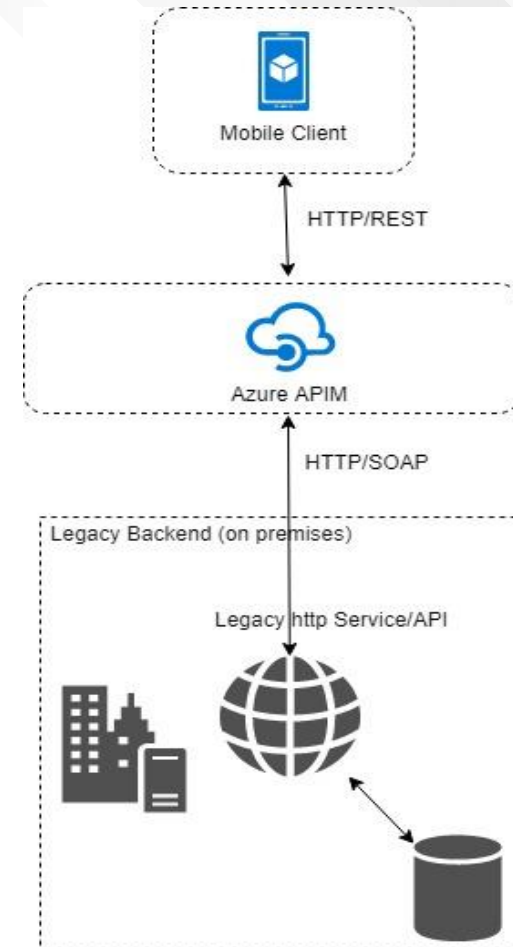 Mobile Client
HTTP/REST
Azure APIM
HTTP/SOAP
Legacy Backend (on premises)
Legacy http Service/API